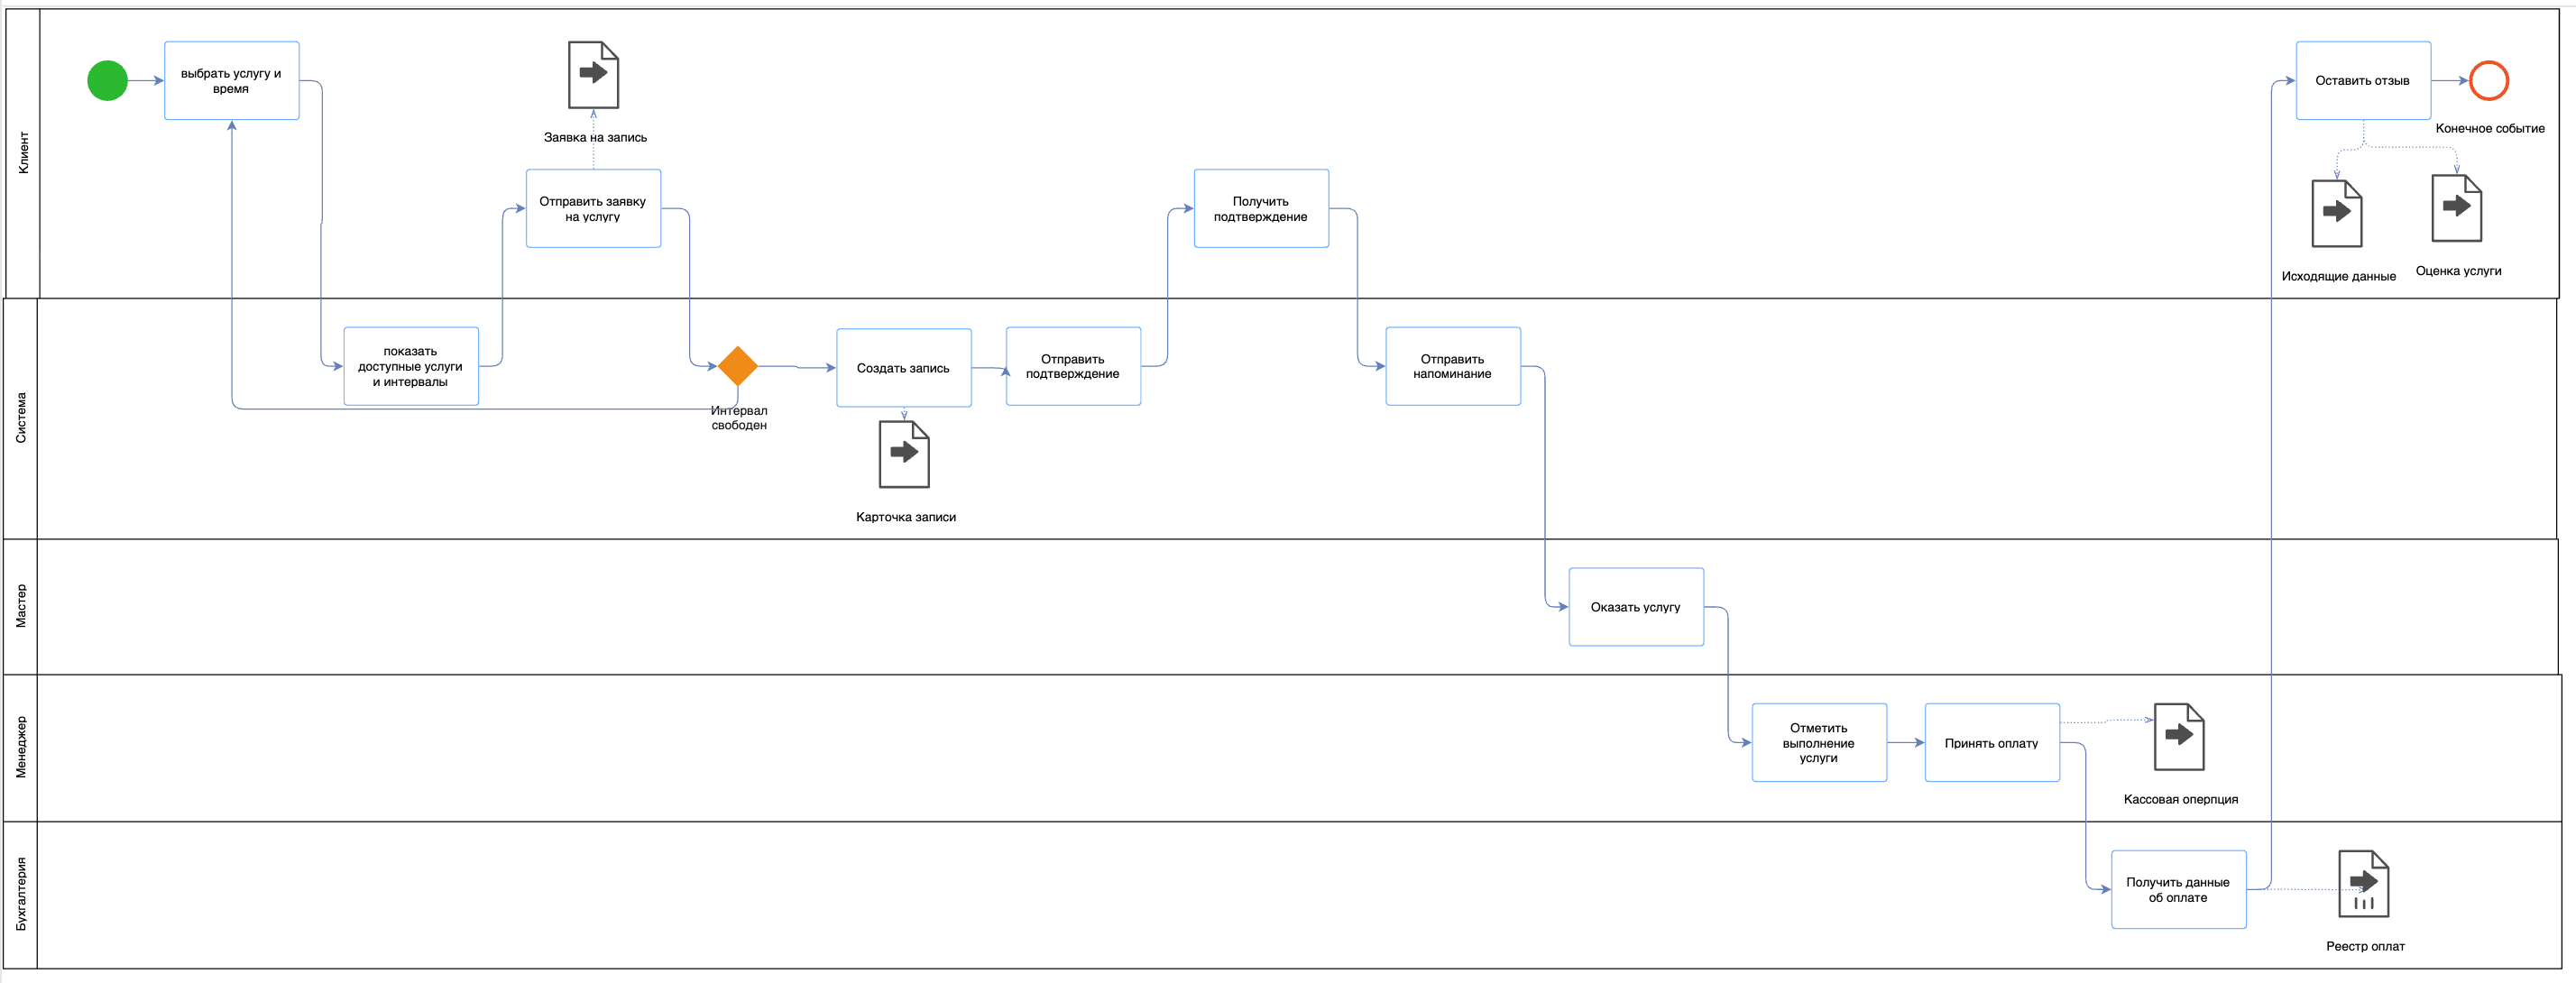 Клиент
выбрать услугу и
время
Заявка на запись
Отправить заявку
на услугу
Получить
подтверждение
Оставить отзыв
Конечное событие
Исходящие данные
Оценка услуги
Система
показать
доступные услуги
и интервалы
Интервал
свободен
Создать запись
Карточка записи
Отправить
подтверждение
Отправить
напоминание
Мастер
Оказать услугу
Менеджер
Отметить
выполнение
услуги
Принять оплату
Кассовая оперпция
Бухгалтерия
Получить данные
об оплате
Реестр оплат